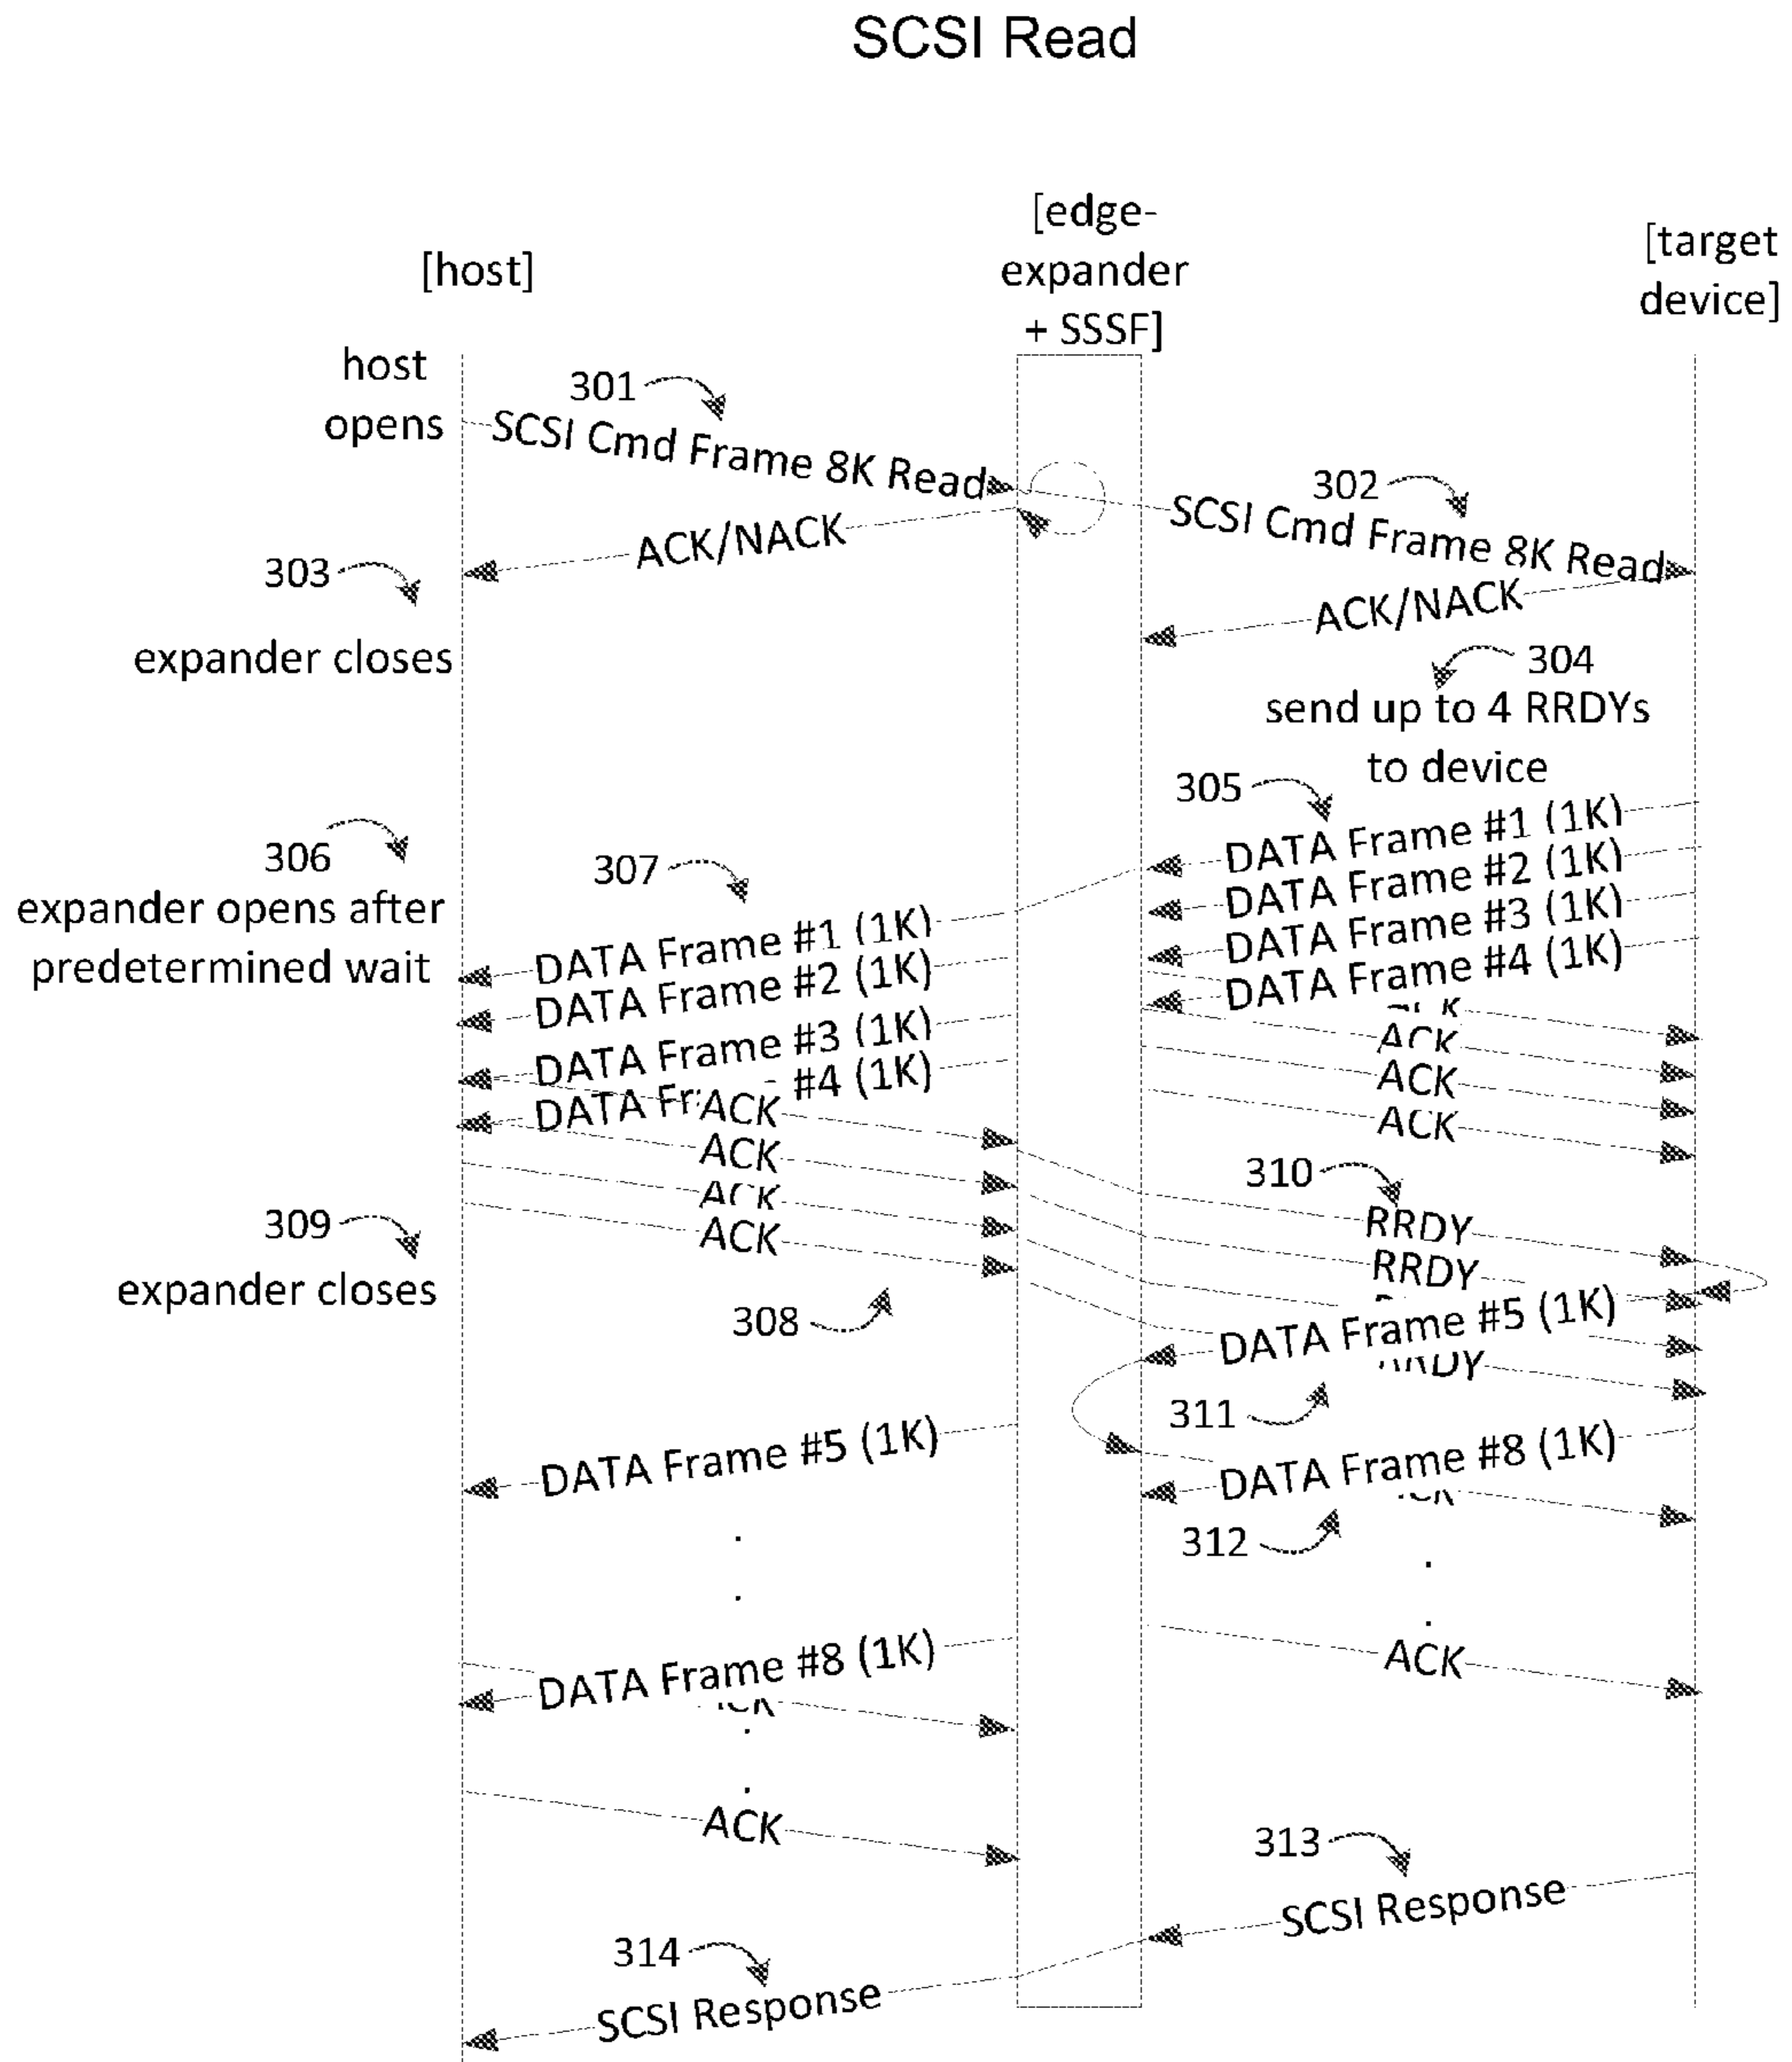 SCSI Read
[host]
[edge-
expander
+ SSSF]
[target
device]
host
opens
301
SCSI Cmd Frame 8K Read
302
SCSI Cmd Frame 8K Read
ACK/NACK
303
expander closes
ACK/NACK
304
send up to 4 RRDYs
to device
305
DATA Frame #1 (1K)
DATA Frame #2 (1K)
DATA Frame #3 (1K)
DATA Frame #4 (1K)
306
expander opens after
predetermined wait
307
DATA Frame #1 (1K)
DATA Frame #2 (1K)
DATA Frame #3 (1K)
#4 (1K)
DATA
ACK
ACK
ACK
ACK
ACK
ACK
ACK
308
309
expander closes
310
RRDY
RRDY
DATA Frame #5 (1K)
RRDY
311
DATA Frame #5 (1K)
DATA Frame #8 (1K)
312
.
.
.
.
ACK
DATA Frame #8 (1K)
.
.
ACK
313
SCSI Response
314
SCSI Response